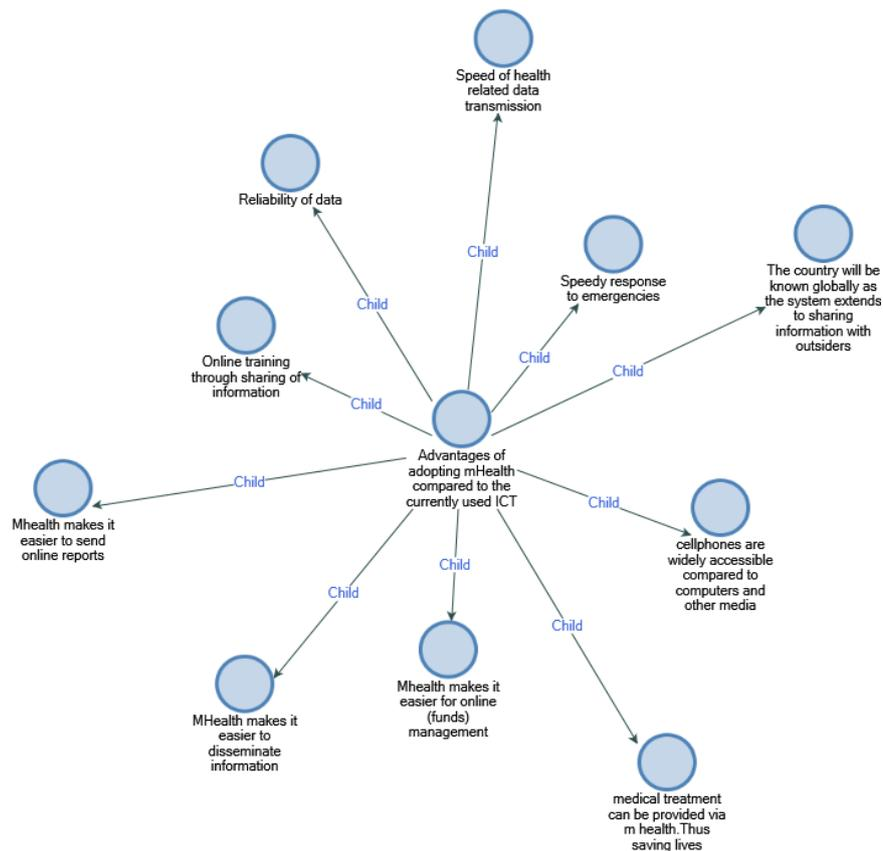 Speed of health
related data
transmission
Reliability of data
Child
Speedy response
to emergencies
The country will be
known globally as
the system extends
to sharing
information with
outsiders
Child
Online training
through sharing of
information
Child
Child
Child
Advantages of
adopting mHealth
compared to the
currently used ICT
Child
Mhealth makes it
easier to send
online reports
Child
cellphones are
widely accessible
compared to
computers and
other media
Child
Child
Child
MHealth makes it
easier to
disseminate
information
Mhealth makes it
easier for online
(funds)
management
medical treatment
can be provided via
m health.Thus
saving lives